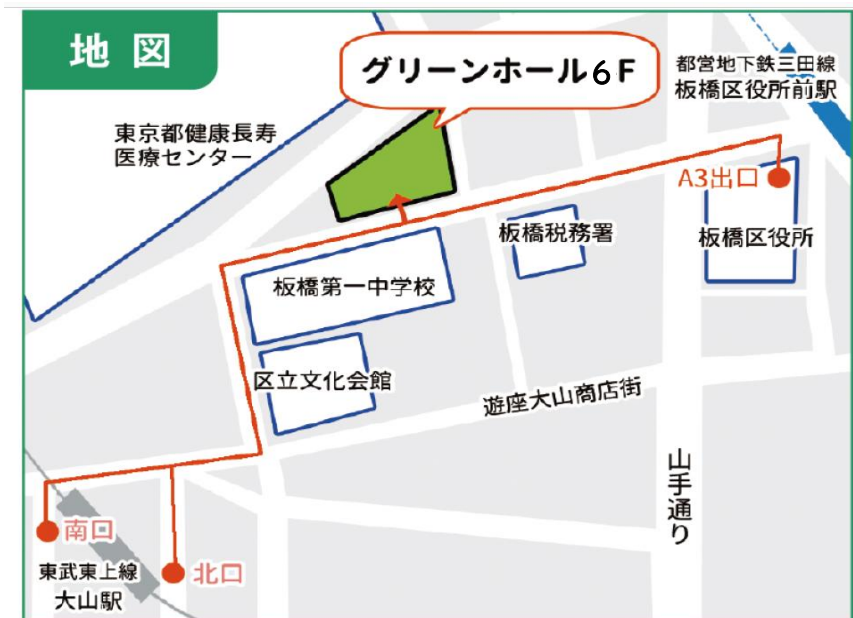 地図
グリーンホール6F
都営地下鉄三田線
板橋区役所前駅
東京都健康長寿
医療センター
A3出口
板橋税務署
板橋区役所
板橋第一中学校
区立文化会館
遊座大山商店街
山手通り
南口
北口
東武東上線
大山駅